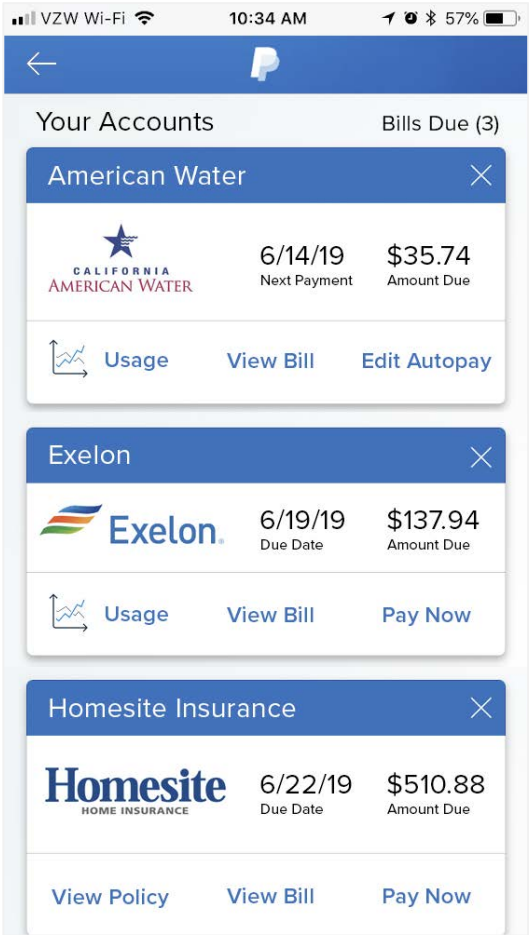 VZW Wi-Fi 10:34 AM 57%
Your Accounts Bills Due (3)
American Water
CALIFORNIA
AMERICAN WATER
6/14/19 $35.74
Next Payment Amount Due
Usage View Bill Edit Autopay
Exelon
Exelon
6/19/19 $137.94
Due Date Amount Due
Usage View Bill Pay Now
Homesite Insurance
Homesite
HOME INSURANCE
6/22/19 $510.88
Due Date Amount Due
View Policy View Bill Pay Now